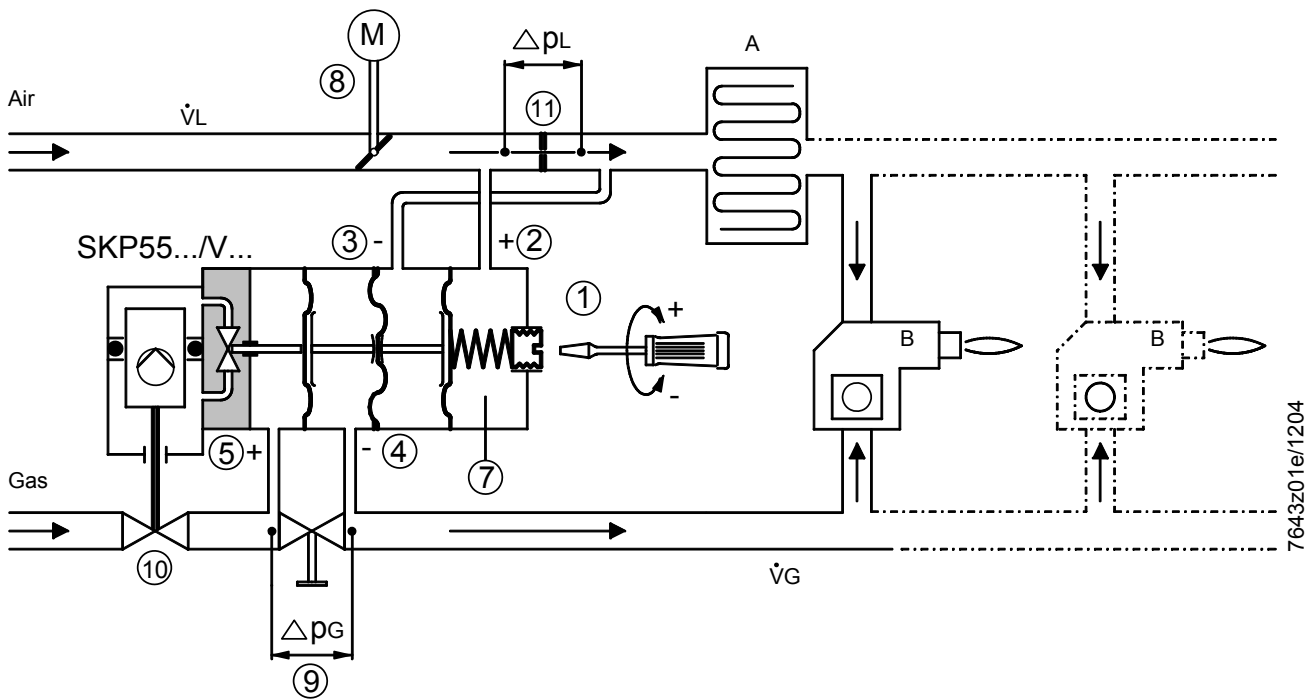 M
△pL
A
⑧
⑪
Air
V̇L
③ -
+ ②
SKP55.../V...
①
+
B
B
-
⑤ +
- ④
⑦
Gas
⑩
V̇G
△pG
⑨
7643z01e/1204